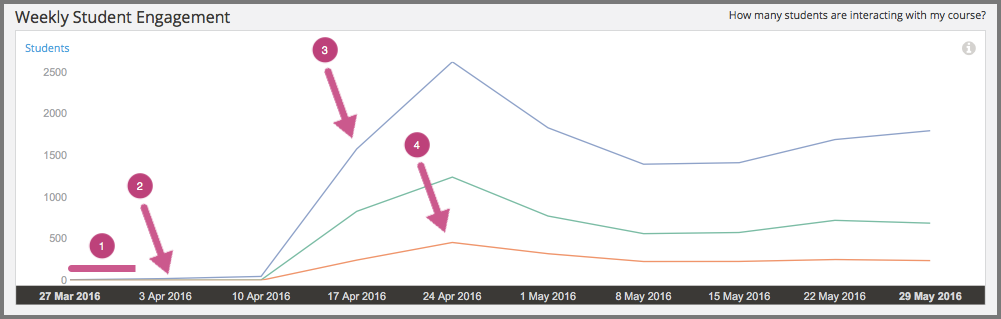 Weekly Student Engagement
How many students are interacting with my course?
Students
3
2500
2000
4
1500
2
1000
1
500
0
27 Mar 2016 3 Apr 2016 10 Apr 2016 17 Apr 2016 24 Apr 2016 1 May 2016 8 May 2016 15 May 2016 22 May 2016 29 May 2016